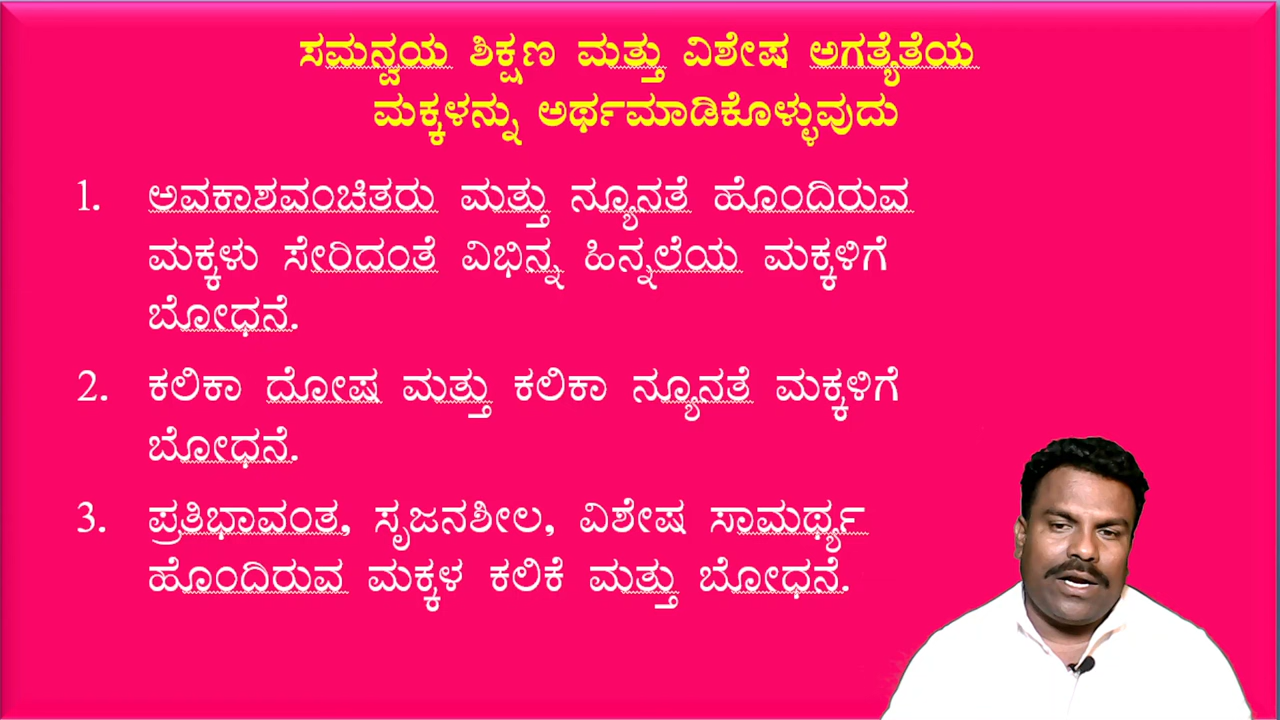 ಸಮನ್ವಯ ಶಿಕ್ಷಣ ಮತ್ತು ವಿಶೇಷ ಅಗತ್ಯೆತೆಯ
ಮಕ್ಕಳನ್ನು ಅರ್ಥಮಾಡಿಕೊಳ್ಳುವುದು
1. ಅವಕಾಶವಂಚಿತರು ಮತ್ತು ನ್ಯೂನತೆ ಹೊಂದಿರುವ
ಮಕ್ಕಳು ಸೇರಿದಂತೆ ವಿಭಿನ್ನ ಹಿನ್ನಲೆಯ ಮಕ್ಕಳಿಗೆ
ಬೋಧನೆ.
2. ಕಲಿಕಾ ದೋಷ ಮತ್ತು ಕಲಿಕಾ ನ್ಯೂನತೆ ಮಕ್ಕಳಿಗೆ
ಬೋಧನೆ.
3. ಪ್ರತಿಭಾವಂತ, ಸೃಜನಶೀಲ, ವಿಶೇಷ ಸಾಮರ್ಥ್ಯ
ಹೊಂದಿರುವ ಮಕ್ಕಳ ಕಲಿಕೆ ಮತ್ತು ಬೋಧನೆ.